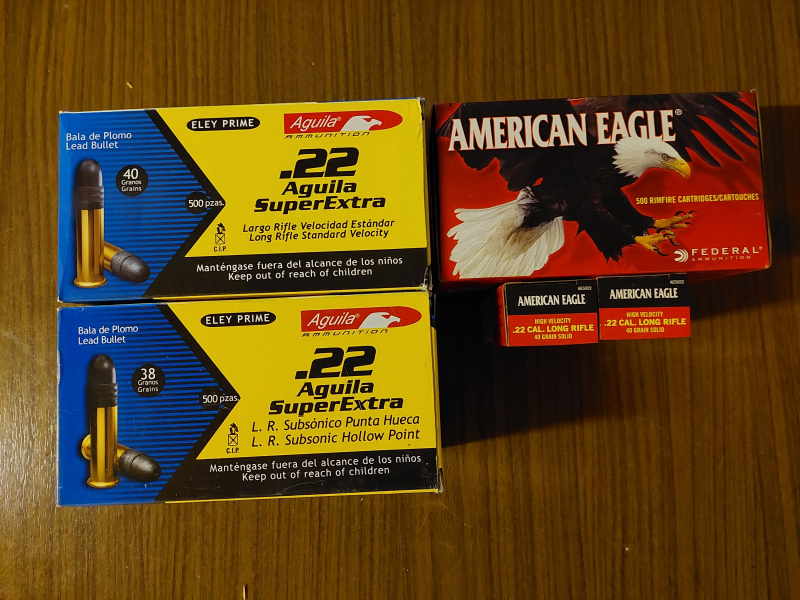 Bala de Plomo
Lead Bullet
40
Granos
Grains
500 pzas.
ELEY PRIME
Aguila®
AMMUNITION
.22
Aguila
SuperExtra
Largo Rifle Velocidad Estándar
Long Rifle Standard Velocity
C.I.P.
Manténgase fuera del alcance de los niños
Keep out of reach of children
Bala de Plomo
Lead Bullet
38
Granos
Grains
500 pzas.
ELEY PRIME
Aguila®
AMMUNITION
.22
Aguila
SuperExtra
L. R. Subsónico Punta Hueca
L. R. Subsonic Hollow Point
C.I.P.
Manténgase fuera del alcance de los niños
Keep out of reach of children
AMERICAN EAGLE®
500 RIMFIRE CARTRIDGES/CARTOUCHES
FEDERAL®
AMMUNITION
AE5022
AMERICAN EAGLE
HIGH VELOCITY
.22 CAL. LONG RIFLE
40 GRAIN SOLID
AE5022
AMERICAN EAGLE
HIGH VELOCITY
.22 CAL. LONG RIFLE
40 GRAIN SOLID